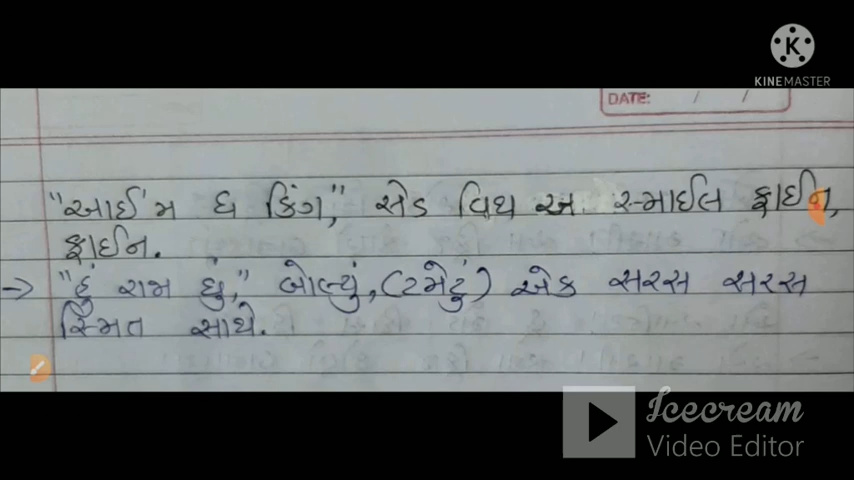 KINEMASTER
DATE: / /
"આઈ'મ ધ કિંગ," સેડ વિથ અ સ્માઈલ ફાઈન,
ફાઈન.
→ "હું રાજા છું," બોલ્યું, (ટમેટું) એક સરસ સરસ
સ્મિત સાથે.
Icecream
Video Editor